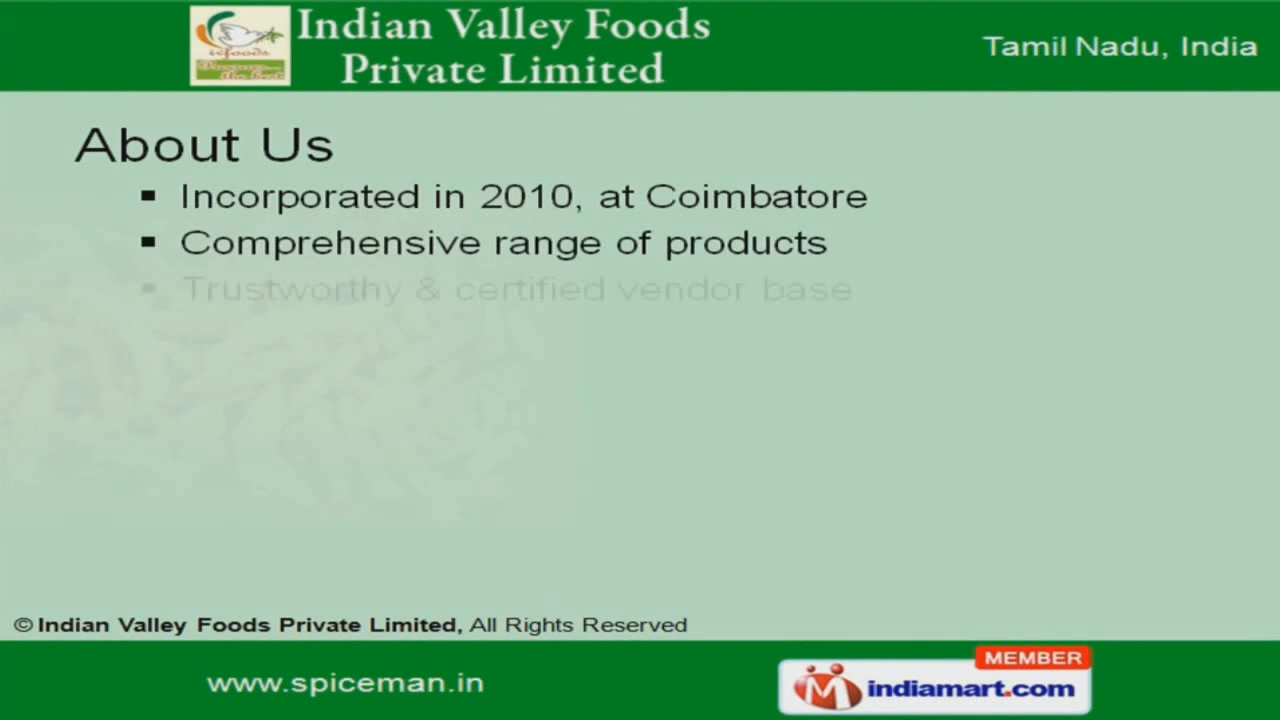 Indian Valley Foods
Private Limited
Tamil Nadu, India
ivfoods
About Us
Incorporated in 2010, at Coimbatore
Comprehensive range of products
Trustworthy & certified vendor base
© Indian Valley Foods Private Limited, All Rights Reserved
www.spiceman.in
MEMBER
indiamart.com